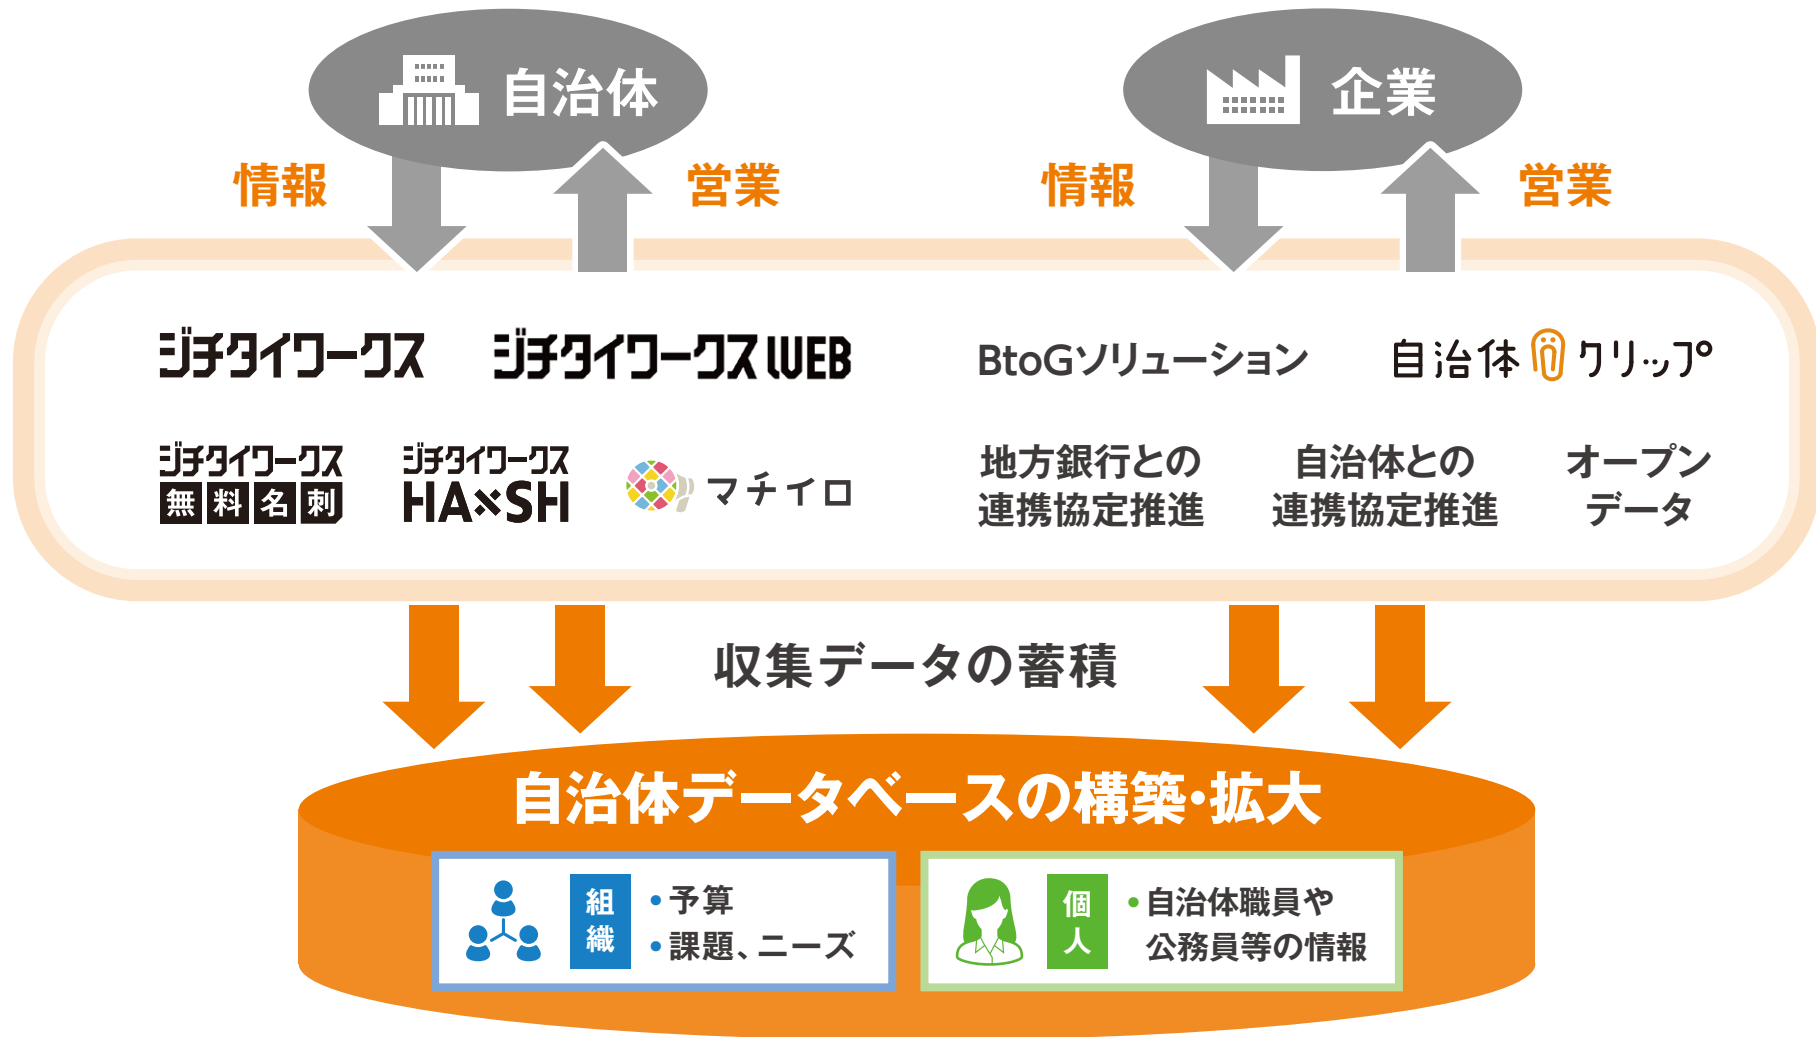 自治体
企業
情報
営業
情報
営業
ジチタイワークス
ジチタイワークス WEB
BtoGソリューション
自治体クリップ
ジチタイワークス
無料名刺
ジチタイワークス
HA×SH
マチイロ
地方銀行との
連携協定推進
自治体との
連携協定推進
オープン
データ
収集データの蓄積
自治体データベースの構築・拡大
組織
・予算
・課題、ニーズ
個人
・自治体職員や
公務員等の情報